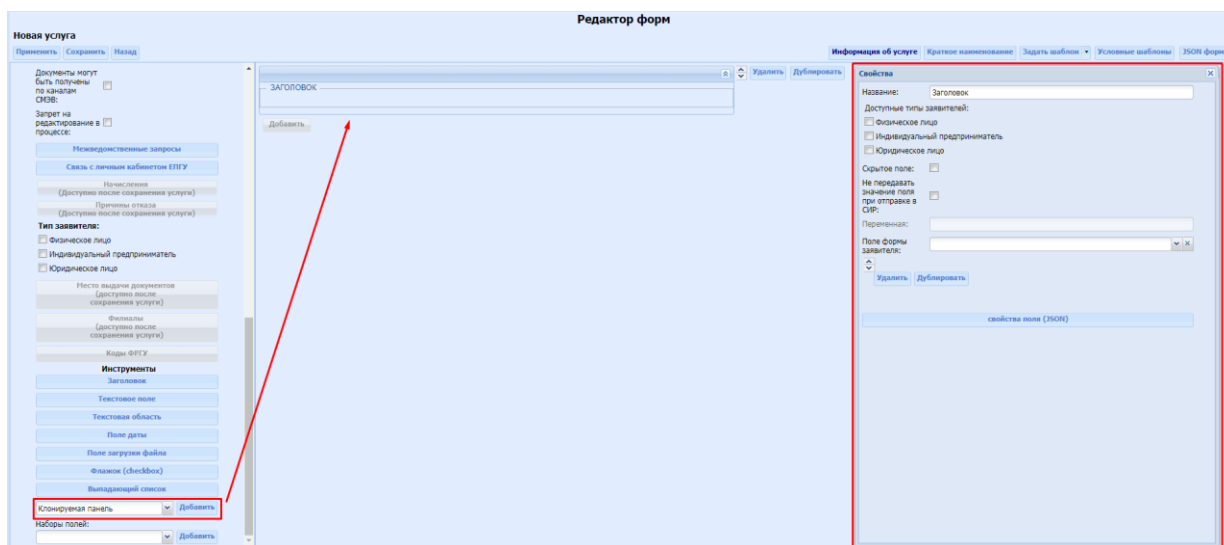 Редактор форм
Новая услуга
Применить Сохранить Назад
Информация об услуге Краткое наименование Задать шаблон Условные шаблоны JSON форм
Документы могут
быть получены
по каналам
СМЭВ:
Запрет на
редактирование в
процессе:
Межведомственные запросы
Связь с личным кабинетом ЕПГУ
Начисления
(Доступно после сохранения услуги)
Причины отказа
(Доступно после сохранения услуги)
Тип заявителя:
Физическое лицо
Индивидуальный предприниматель
Юридическое лицо
Место выдачи документов
(доступно после
сохранения услуги)
Филиалы
(доступно после
сохранения услуги)
Коды ФРГУ
Инструменты
Заголовок
Текстовое поле
Текстовая область
Поле даты
Поле загрузки файла
Флажок (checkbox)
Выпадающий список
Клонируемая панель Добавить
Наборы полей:
Добавить
Удалить Дублировать
ЗАГОЛОВОК
Добавить
Свойства
Название: Заголовок
Доступные типы заявителей:
Физическое лицо
Индивидуальный предприниматель
Юридическое лицо
Скрытое поле:
Не передавать
значение поля
при отправке в
СИР:
Переменная:
Поле формы
заявителя:
Удалить Дублировать
свойства поля (JSON)